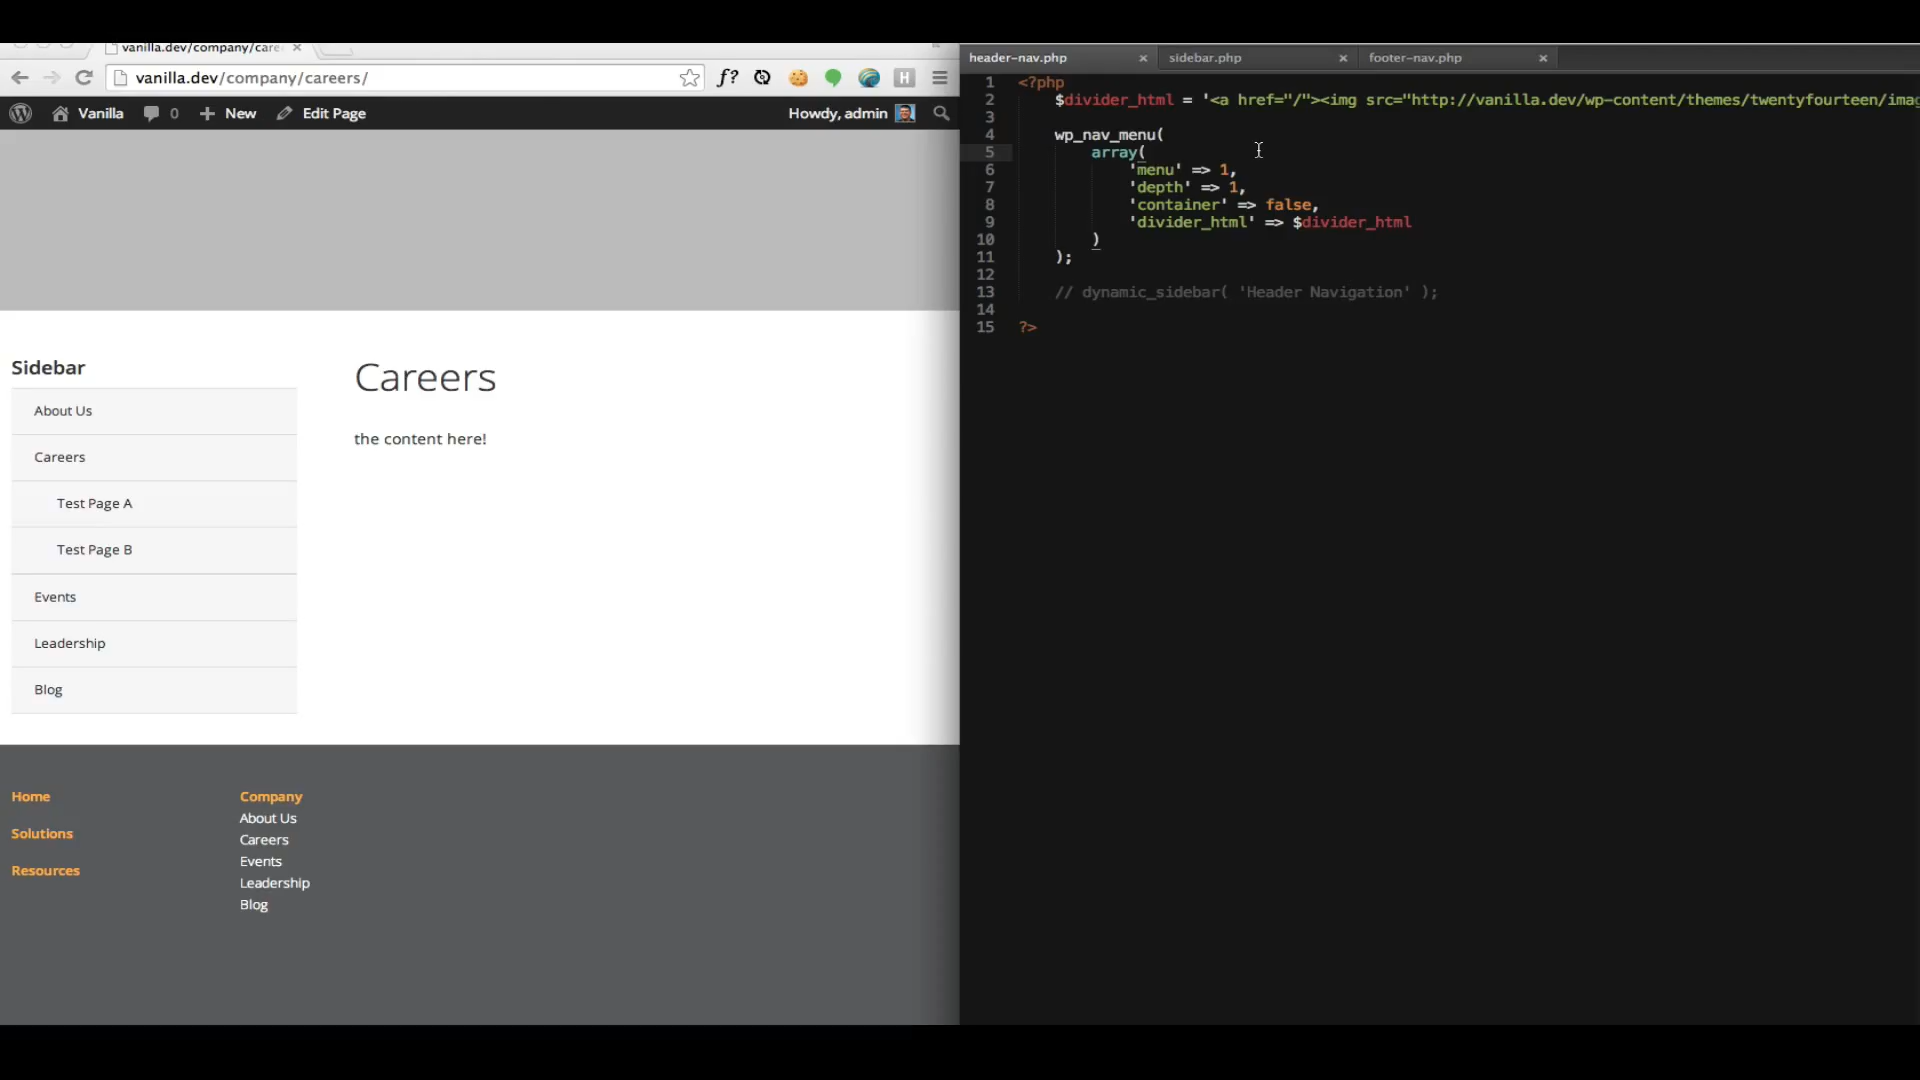 vanilla.dev/company/care
vanilla.dev/company/careers/
f?
H
Vanilla
0
New
Edit Page
Howdy, admin
Sidebar
About Us
Careers
Test Page A
Test Page B
Events
Leadership
Blog
Careers
the content here!
Home
Solutions
Resources
Company
About Us
Careers
Events
Leadership
Blog
header-nav.php
sidebar.php
footer-nav.php
1 <?php
2 $divider_html = '<a href="/"><img src="http://vanilla.dev/wp-content/themes/twentyfourteen/imag
3
4 wp_nav_menu(
5 array(
6 'menu' => 1,
7 'depth' => 1,
8 'container' => false,
9 'divider_html' => $divider_html
10 )
11 );
12
13 // dynamic_sidebar( 'Header Navigation' );
14
15 ?>